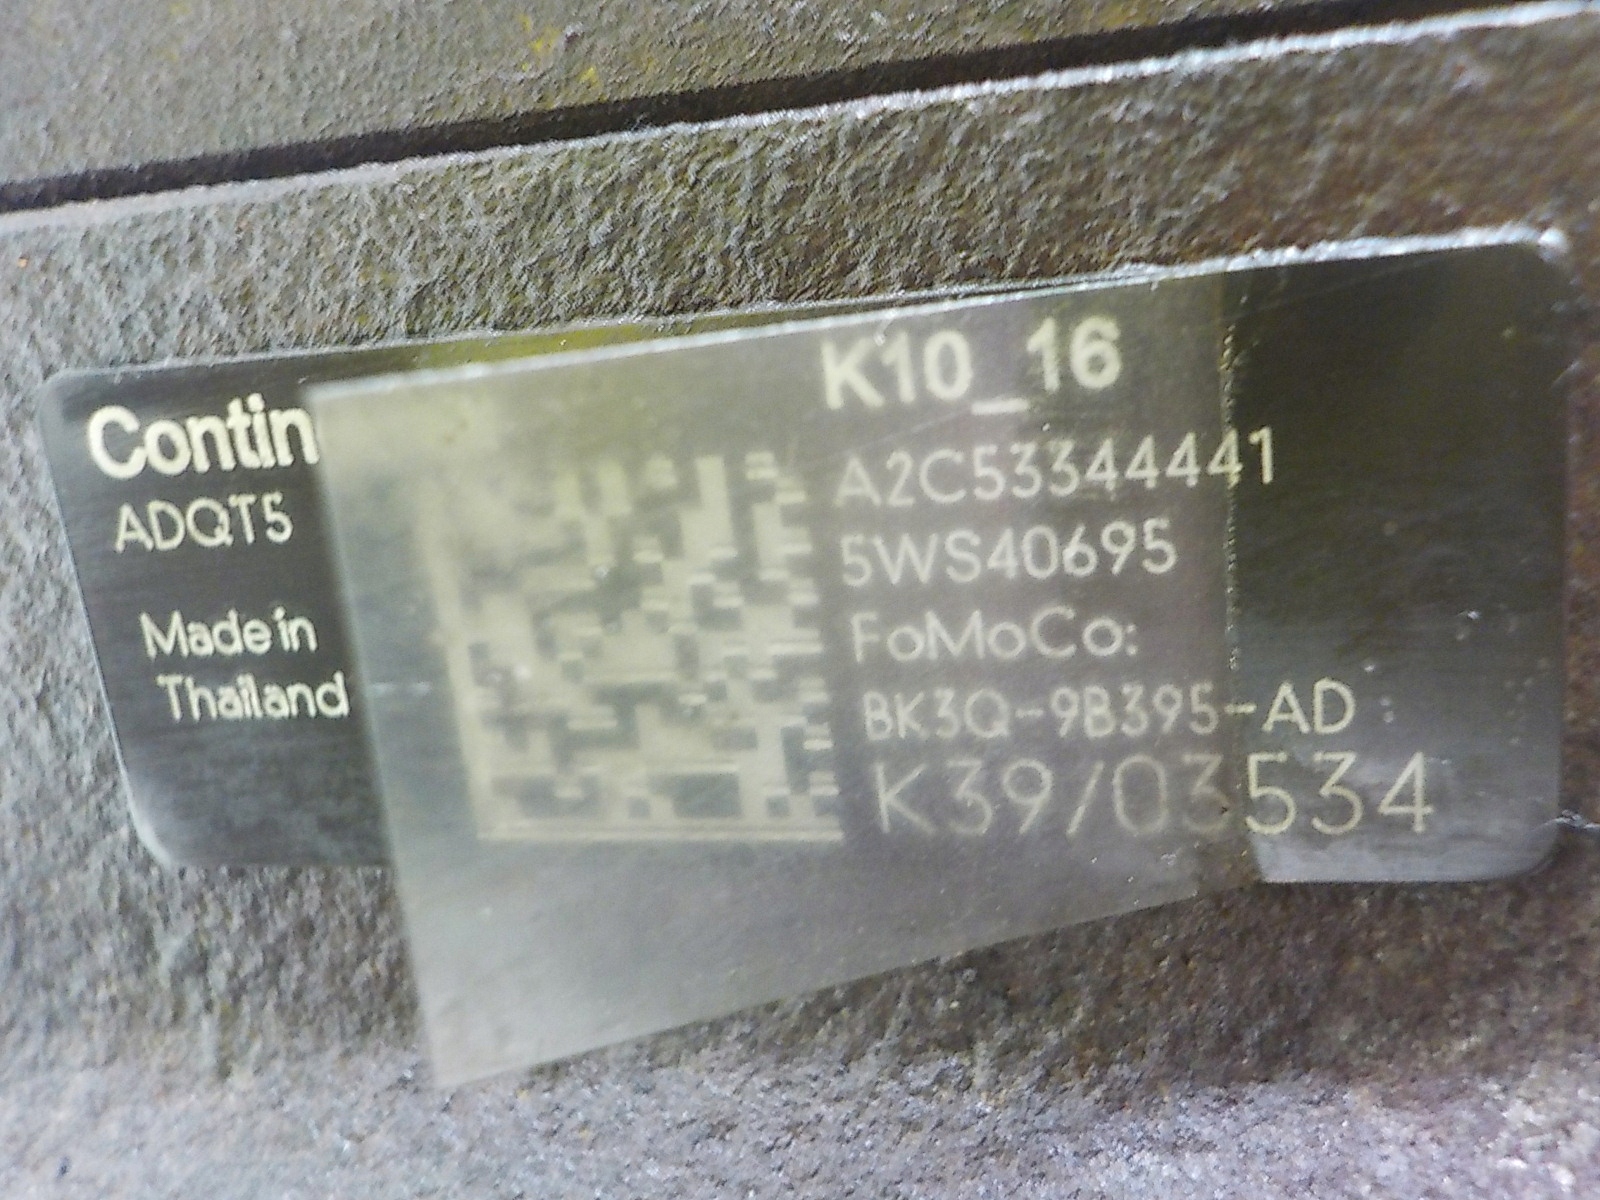 Contin
ADQT5
Made in
Thailand
K10_16
A2C53344441
5WS40695
FoMoCo:
BK3Q-9B395-AD
K39/03534